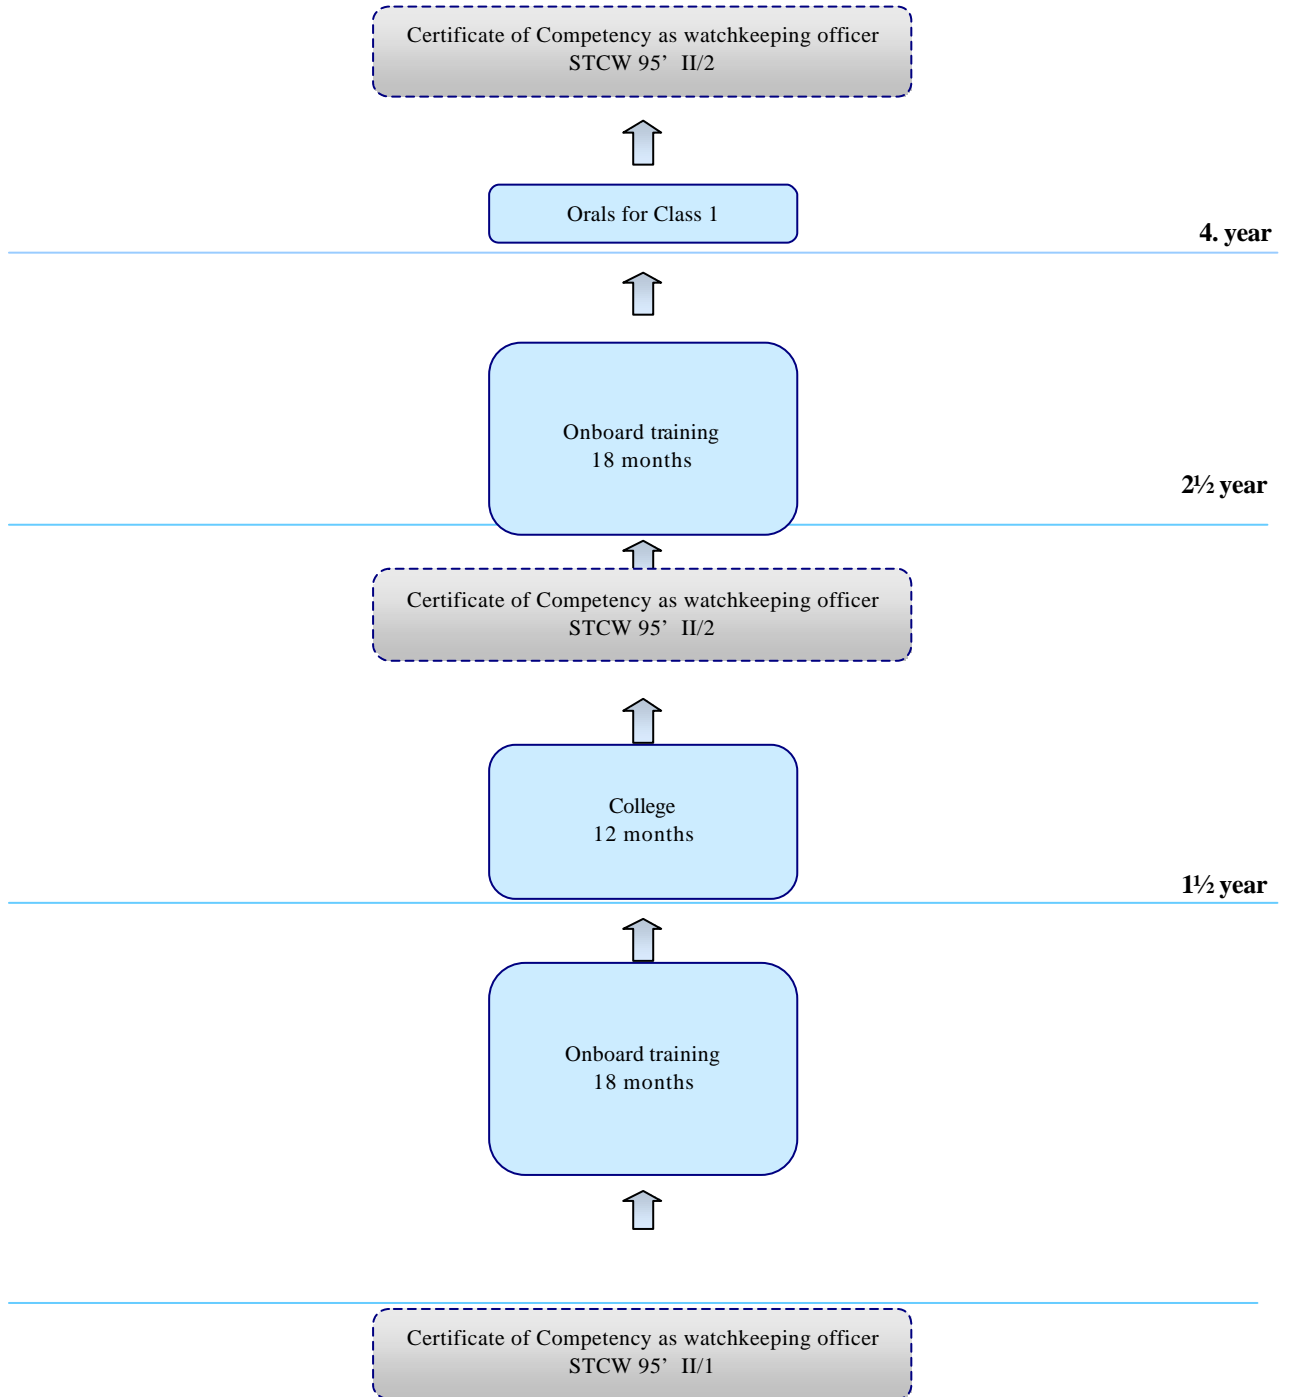 Certificate of Competency as watchkeeping officer
STCW 95’ II/2
Orals for Class 1
4. year
Onboard training
18 months
2½ year
Certificate of Competency as watchkeeping officer
STCW 95’ II/2
College
12 months
1½ year
Onboard training
18 months
Certificate of Competency as watchkeeping officer
STCW 95’ II/1